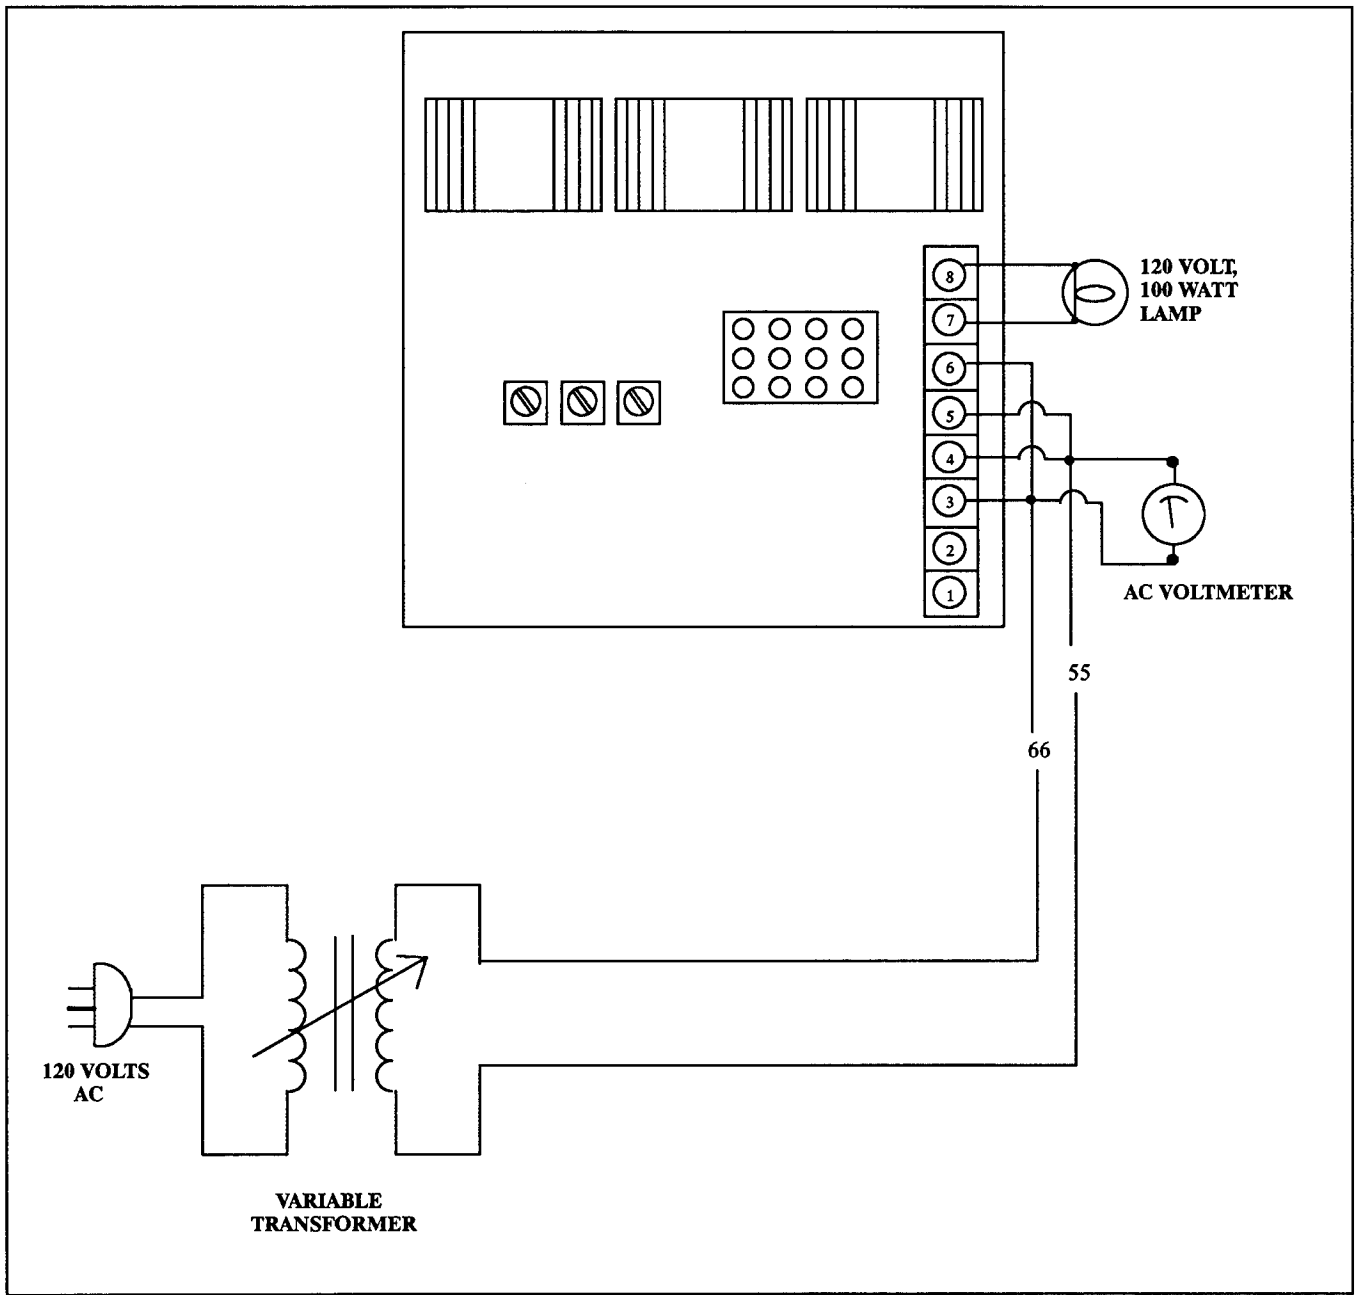 8
7
6
5
4
3
2
1
120 VOLT,
100 WATT
LAMP
AC VOLTMETER
55
66
120 VOLTS
AC
VARIABLE
TRANSFORMER